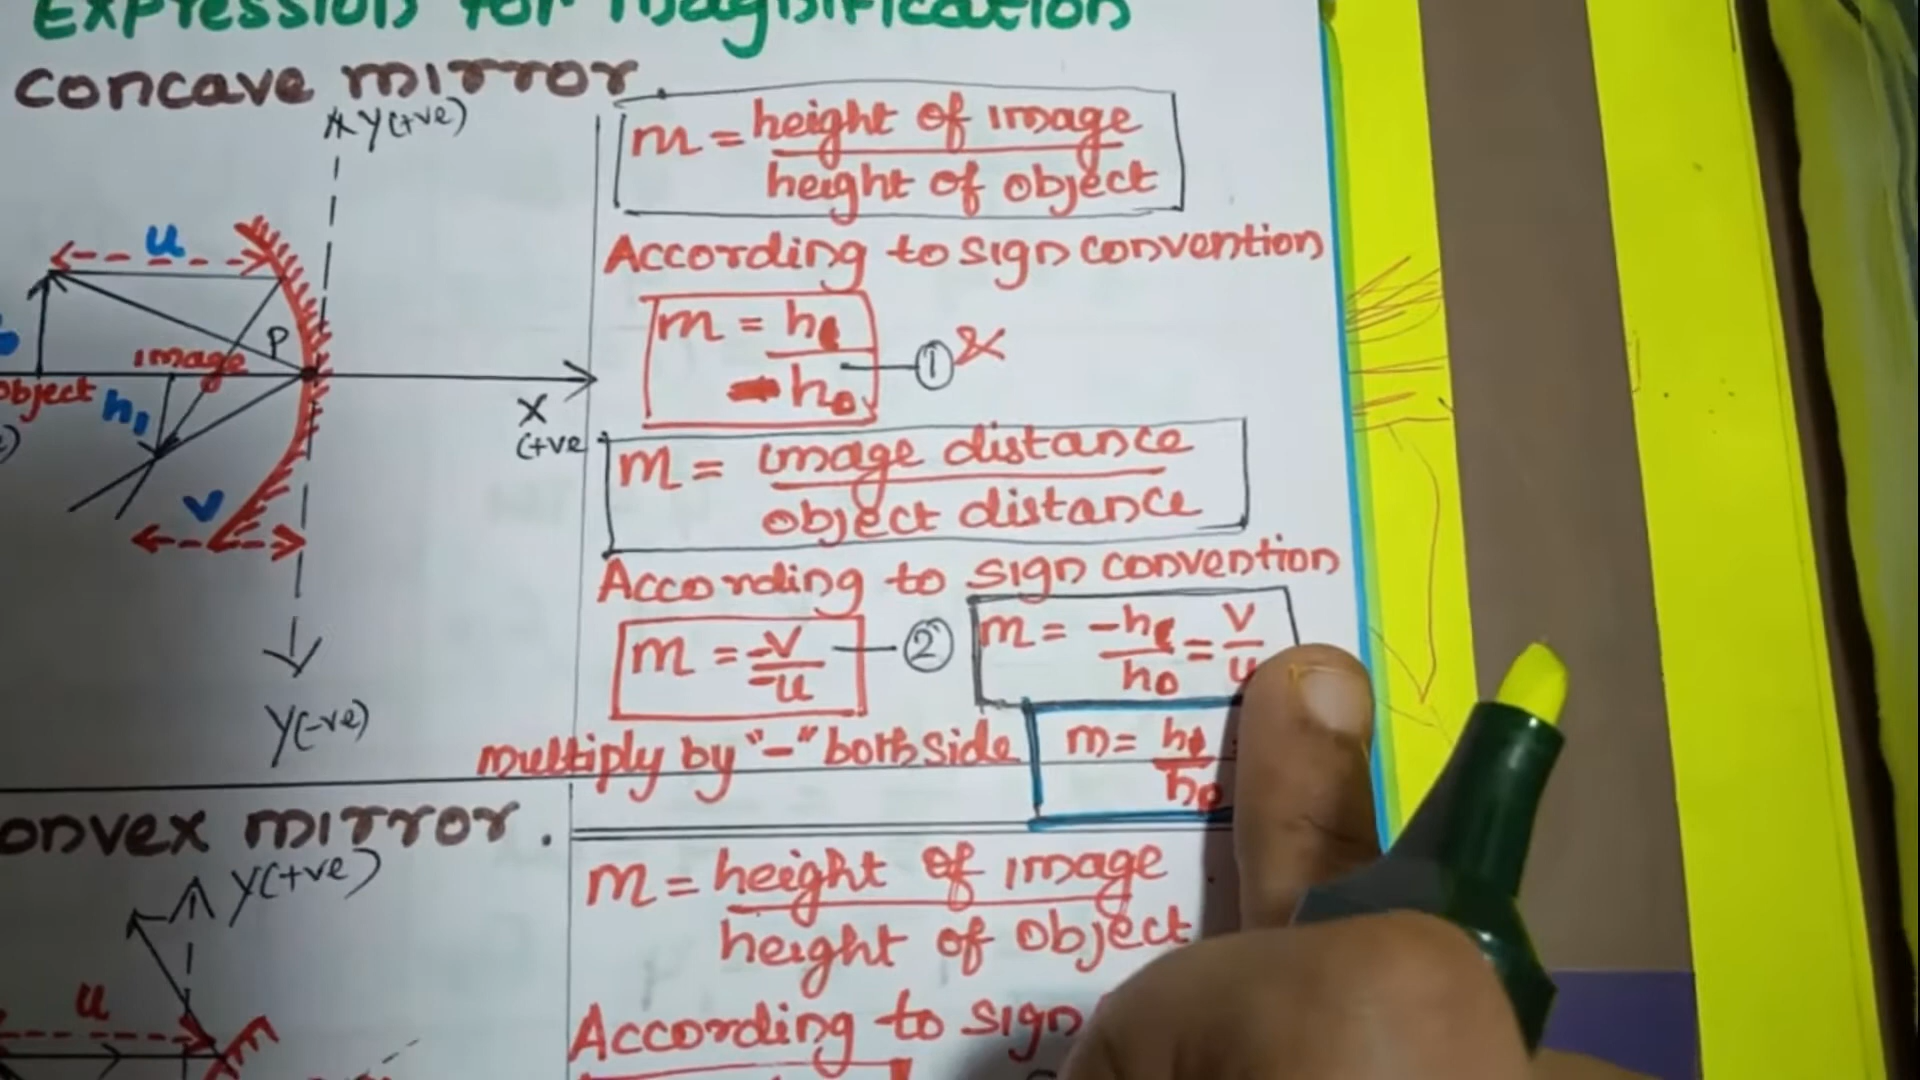 Expression for magnification
concave mirror.
Y(+ve)
m = height of image
height of object
u
According to sign convention
P
image
m = hi
-ho
1 &
object
h1
X
(+ve
m = image distance
object distance
v
According to sign convention
m = -v
-u
2
m = -hi = v
ho u
Y(-ve)
multiply by "-" both side
m = hi
ho
onvex mirror.
Y(+ve)
m = height of image
height of object
u
According to sign